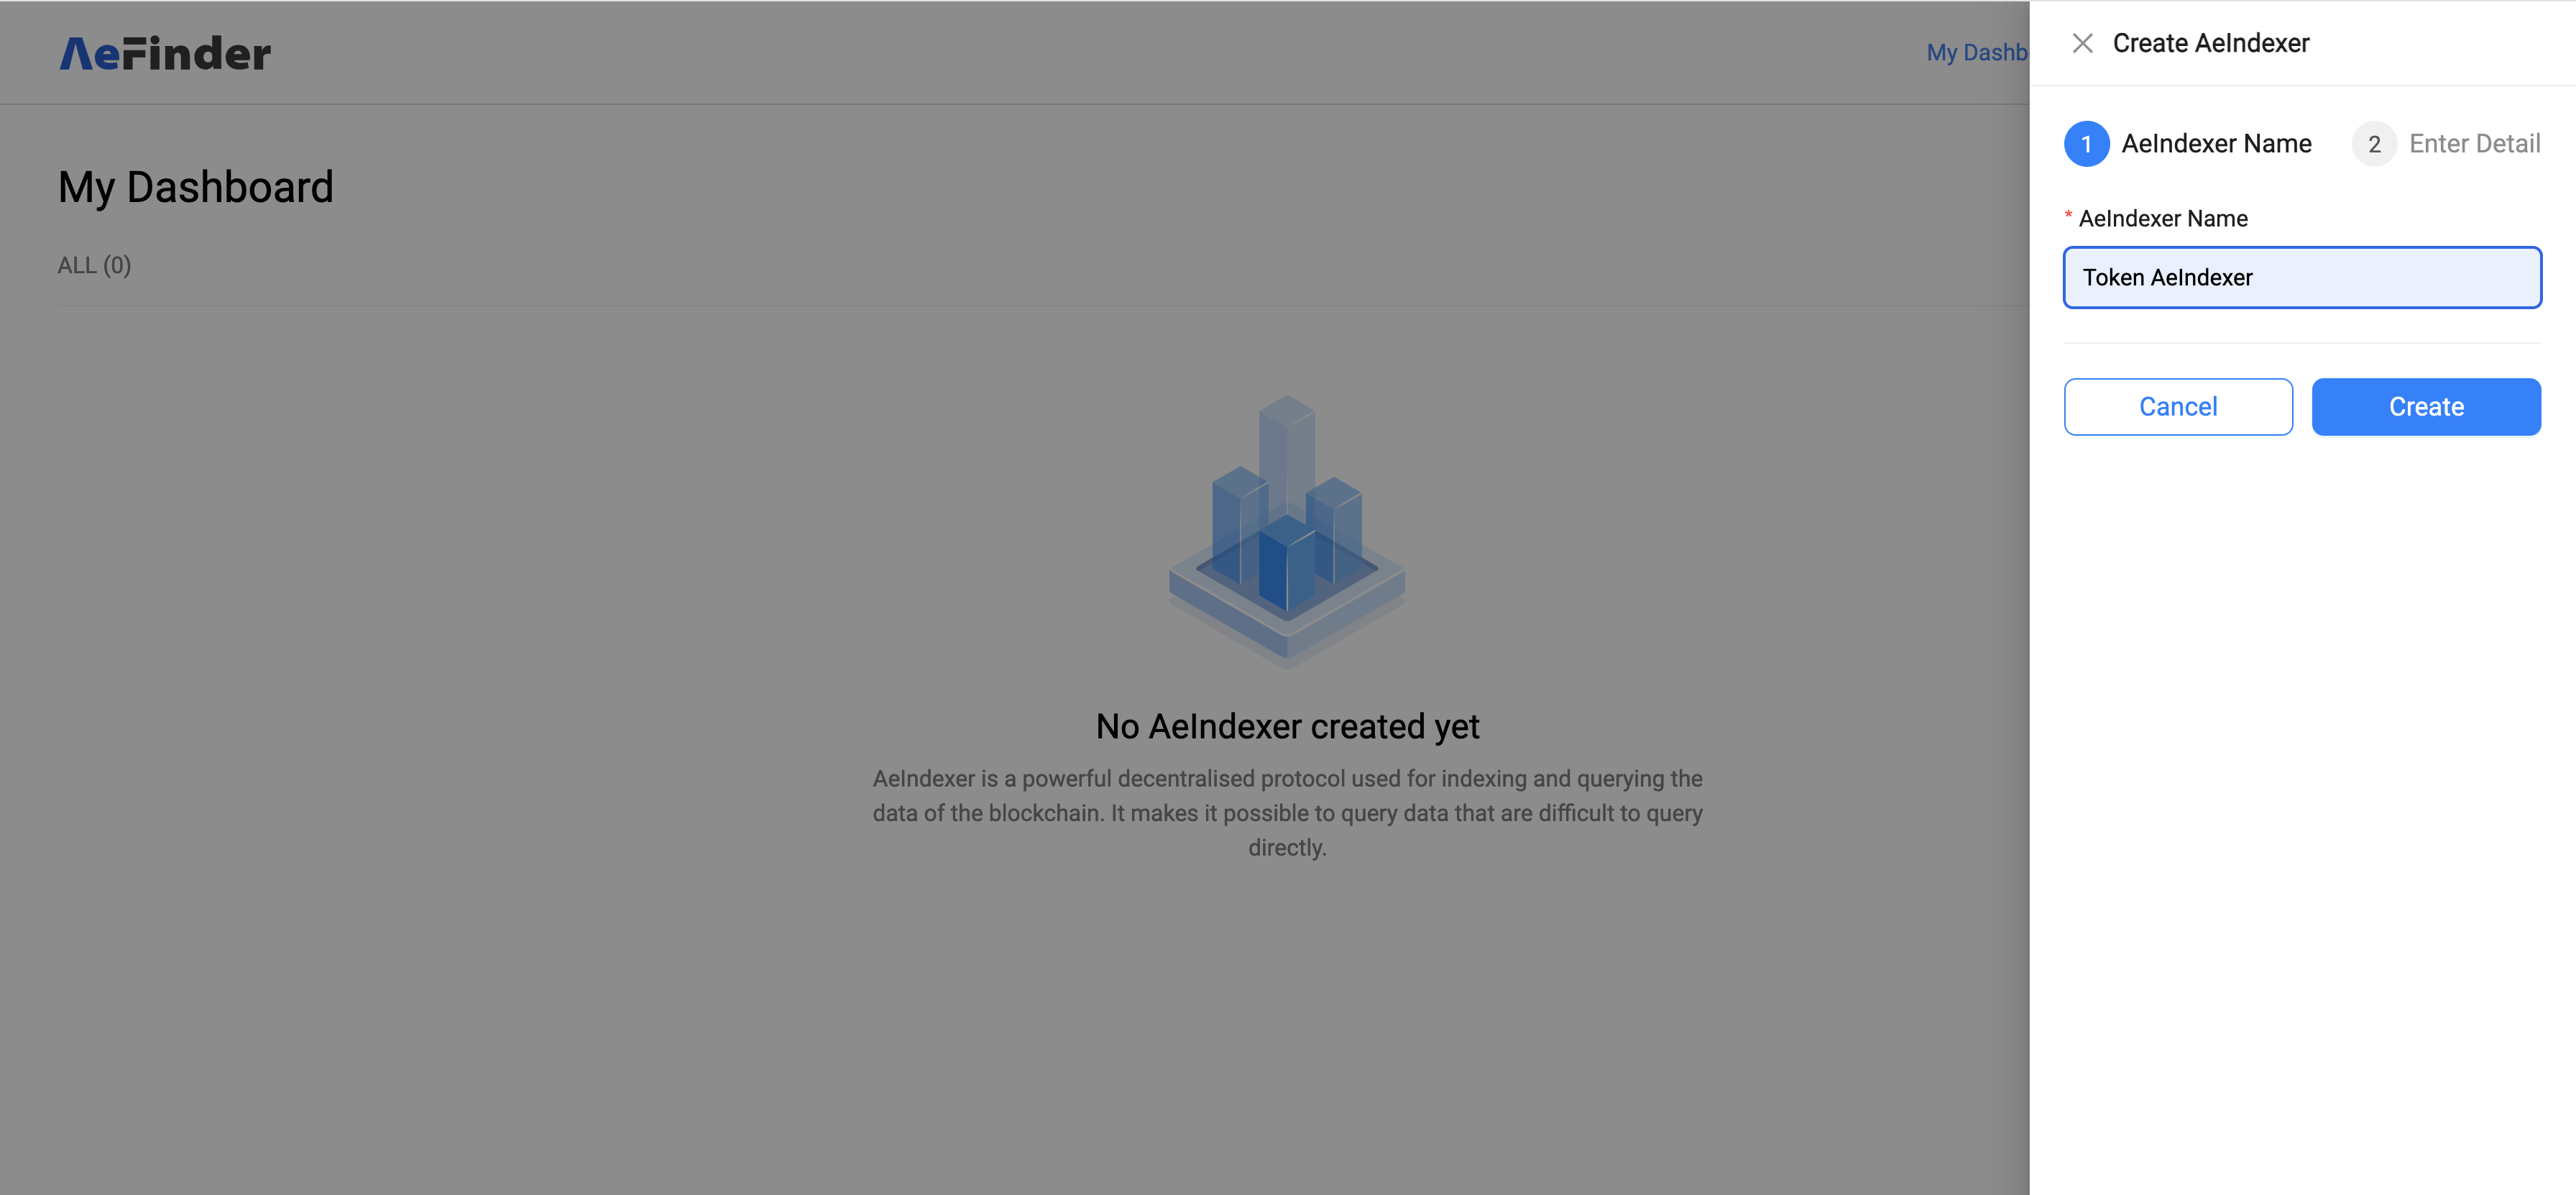 AeFinder
My Dashb
My Dashboard
ALL (0)
No AeIndexer created yet
AeIndexer is a powerful decentralised protocol used for indexing and querying the
data of the blockchain. It makes it possible to query data that are difficult to query
directly.
Create AeIndexer
1 AeIndexer Name 2 Enter Detail
* AeIndexer Name
Token AeIndexer
Cancel Create